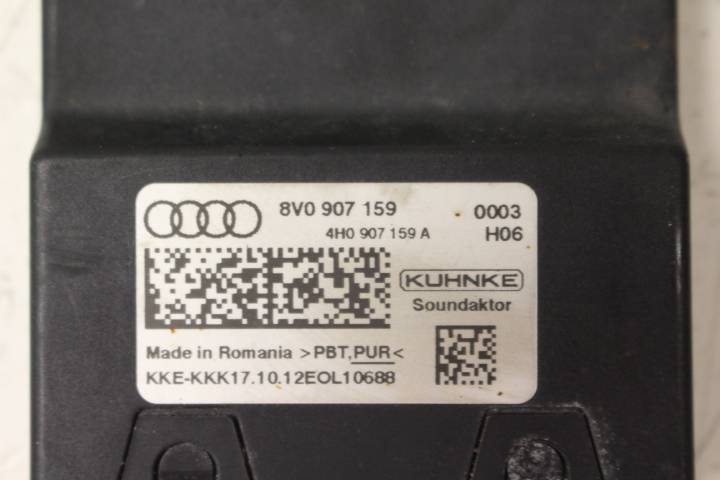 8V0 907 159 0003
4H0 907 159 A H06
KUHNKE
Soundaktor
Made in Romania >PBT,PUR<
KKE-KKK17.10.12EOL10688